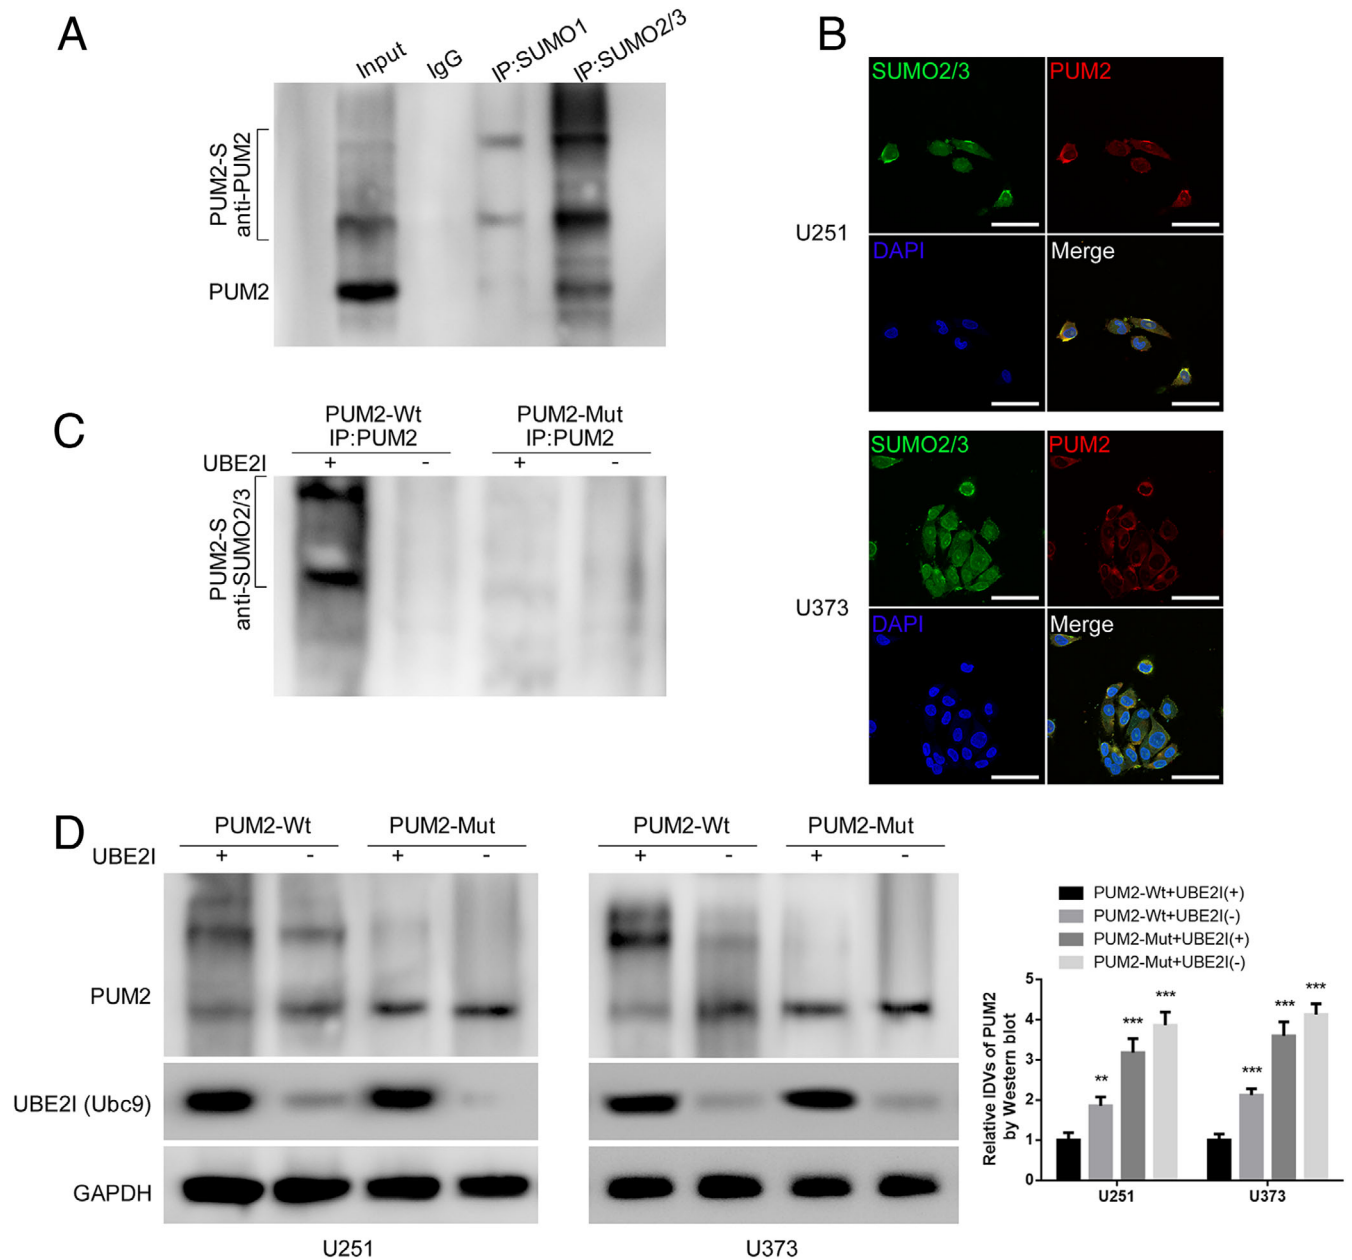 A
Input
IgG
IP:SUMO1
IP:SUMO2/3
PUM2-S
anti-PUM2
PUM2
B
SUMO2/3
PUM2
U251
DAPI
Merge
SUMO2/3
PUM2
U373
DAPI
Merge
C
PUM2-Wt
IP:PUM2
PUM2-Mut
IP:PUM2
UBE2I
+
-
+
-
PUM2-S
anti-SUMO2/3
D
PUM2-Wt
PUM2-Mut
UBE2I
+
-
+
-
PUM2-Wt
PUM2-Mut
+
-
+
-
PUM2
UBE2I (Ubc9)
GAPDH
U251
U373
PUM2-Wt+UBE2I(+)
PUM2-Wt+UBE2I(-)
PUM2-Mut+UBE2I(+)
PUM2-Mut+UBE2I(-)
Relative IDVs of PUM2
by Western blot
5
4
3
2
1
0
**
***
***
***
***
***
U251
U373